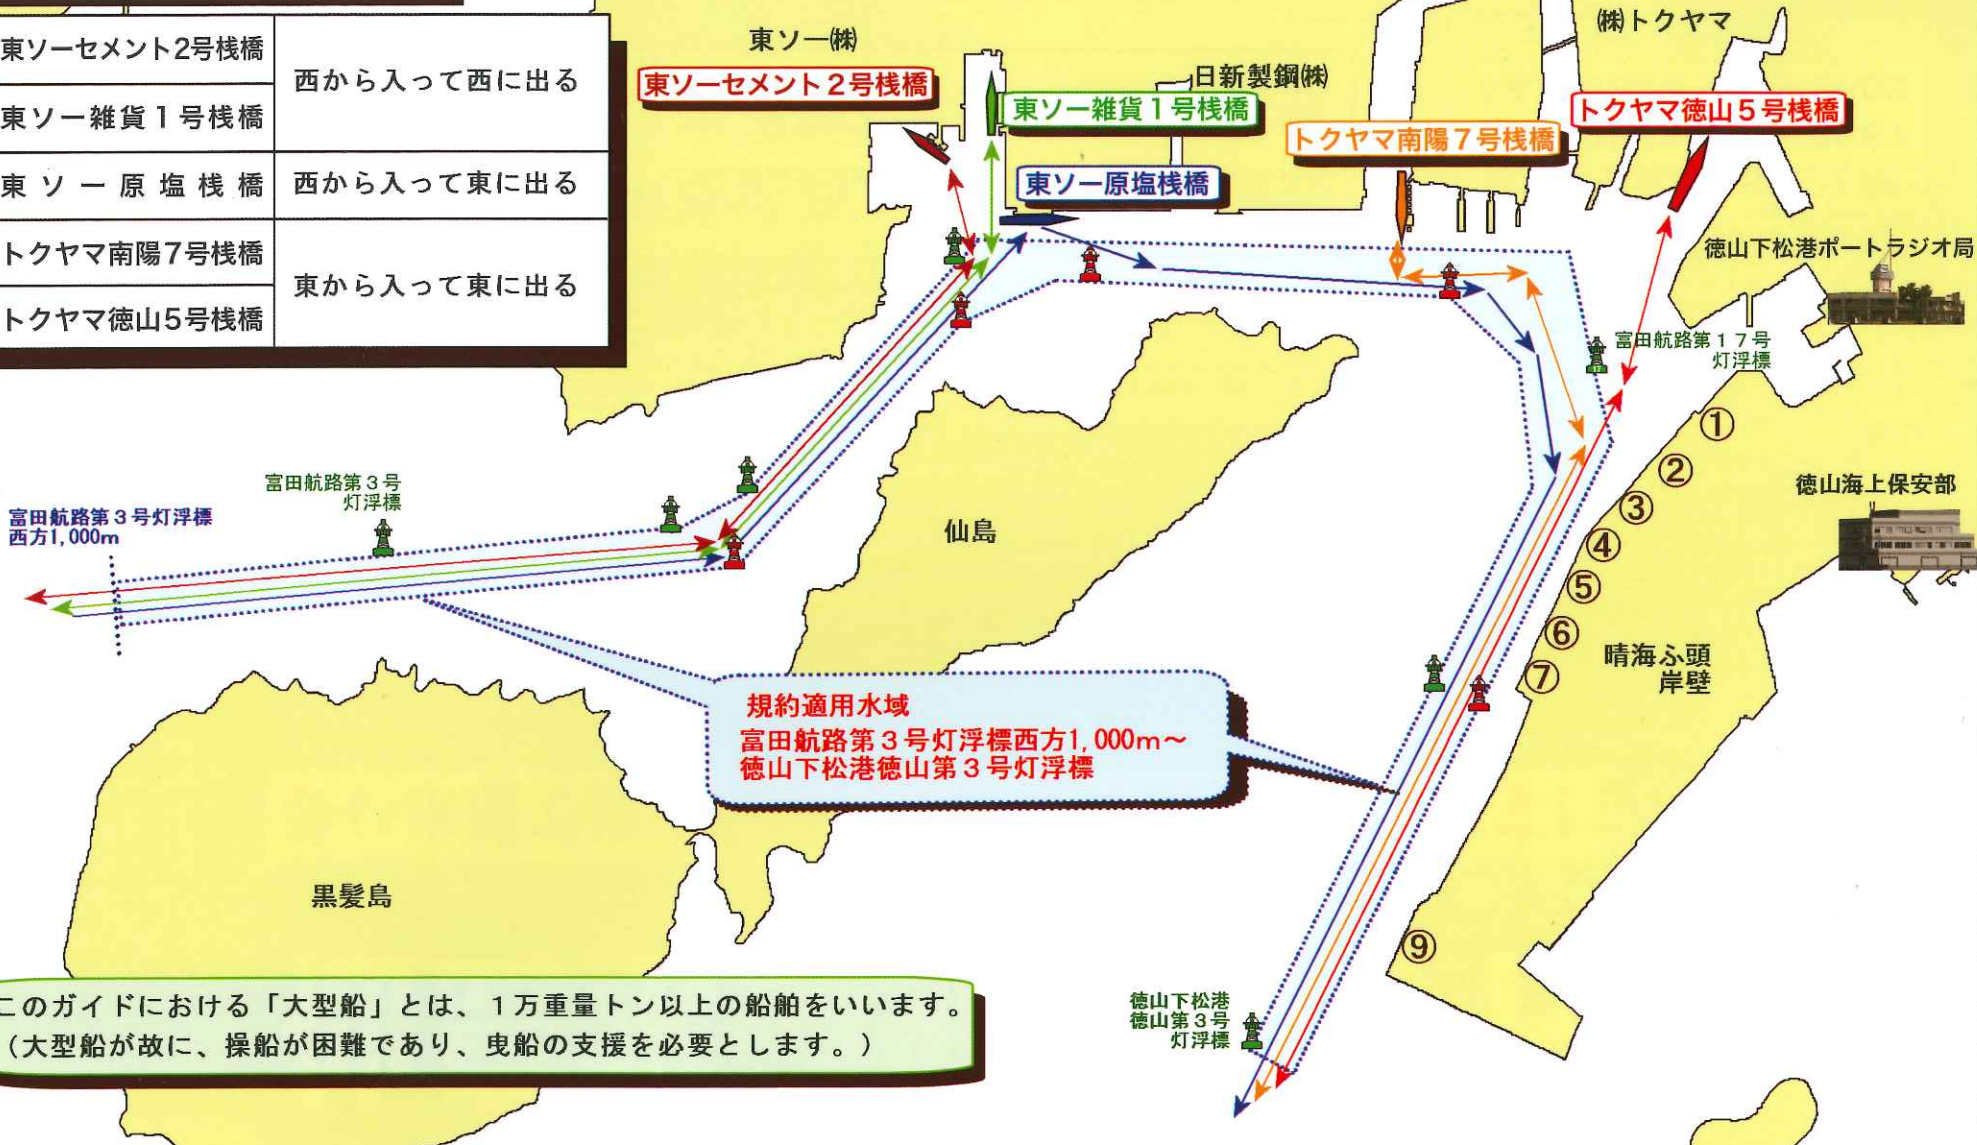 東ソーセメント2号桟橋
西から入って西に出る
東ソー雑貨1号桟橋
東ソー原塩桟橋
西から入って東に出る
トクヤマ南陽7号桟橋
東から入って東に出る
トクヤマ徳山5号桟橋
東ソー㈱
東ソーセメント2号桟橋
東ソー雑貨1号桟橋
東ソー原塩桟橋
日新製鋼㈱
トクヤマ南陽7号桟橋
㈱トクヤマ
トクヤマ徳山5号桟橋
徳山下松港ポートラジオ局
富田航路第17号
灯浮標
17
富田航路第3号
灯浮標
富田航路第3号灯浮標
西方1,000m
仙島
①
②
③
④
⑤
⑥
⑦
⑨
徳山海上保安部
晴海ふ頭
岸壁
規約適用水域
富田航路第3号灯浮標西方1,000m~
徳山下松港徳山第3号灯浮標
黒髪島
このガイドにおける「大型船」とは、1万重量トン以上の船舶をいいます。
(大型船が故に、操船が困難であり、曳船の支援を必要とします。)
徳山下松港
徳山第3号
灯浮標